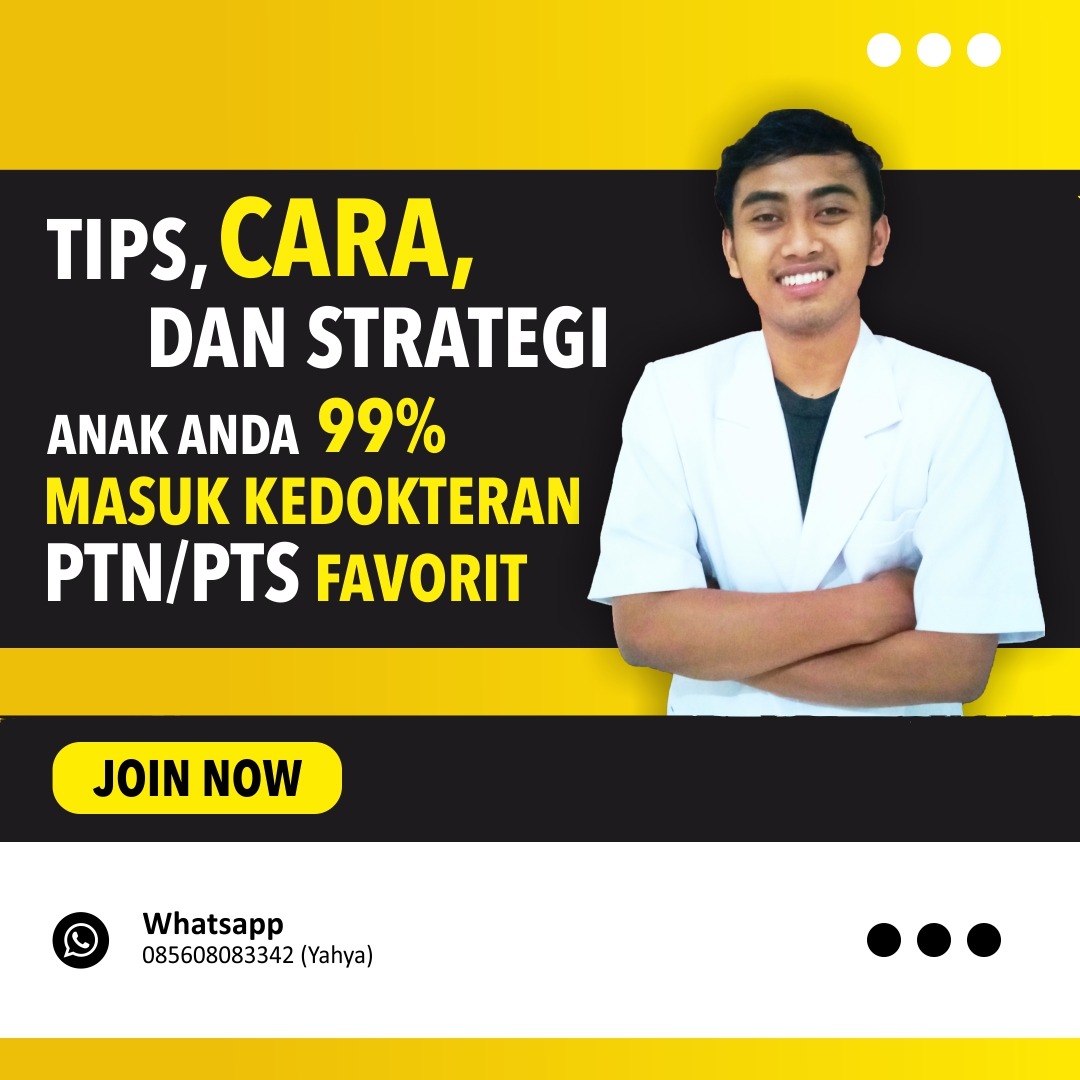 TIPS, CARA,
DAN STRATEGI
ANAK ANDA 99%
MASUK KEDOKTERAN
PTN/PTS FAVORIT
JOIN NOW
Whatsapp
085608083342 (Yahya)